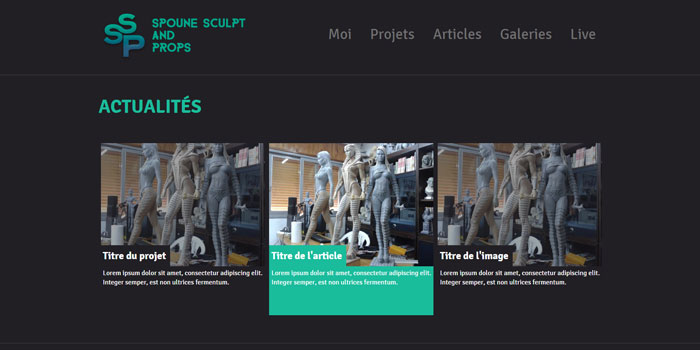 SPOUNE SCULPT
AND
PROPS
SSP
Moi Projets Articles Galeries Live
ACTUALITÉS
Titre du projet
Lorem ipsum dolor sit amet, consectetur adipiscing elit.
Integer semper, est non ultrices fermentum.
Titre de l'article
Lorem ipsum dolor sit amet, consectetur adipiscing elit.
Integer semper, est non ultrices fermentum.
Titre de l'image
Lorem ipsum dolor sit amet, consectetur adipiscing elit.
Integer semper, est non ultrices fermentum.